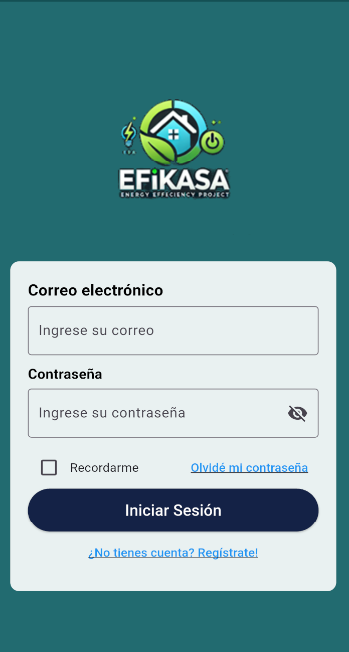 EFiKASA
ENERGY EFFECIENCY PROJECT
Correo electrónico
Ingrese su correo
Contraseña
Ingrese su contraseña
Recordarme Olvidé mi contraseña
Iniciar Sesión
¿No tienes cuenta? Regístrate!